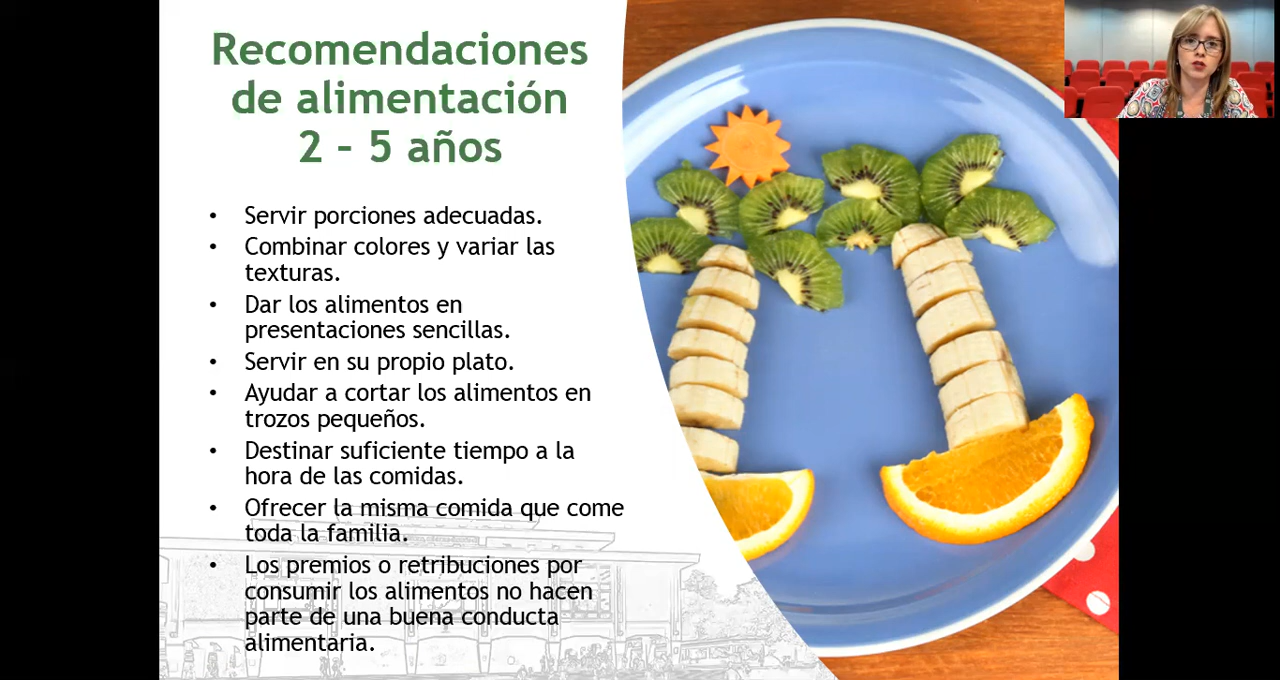 Recomendaciones
de alimentación
2 - 5 años
• Servir porciones adecuadas.
• Combinar colores y variar las
texturas.
• Dar los alimentos en
presentaciones sencillas.
• Servir en su propio plato.
• Ayudar a cortar los alimentos en
trozos pequeños.
• Destinar suficiente tiempo a la
hora de las comidas.
• Ofrecer la misma comida que come
toda la familia.
• Los premios o retribuciones por
consumir los alimentos no hacen
parte de una buena conducta
alimentaria.